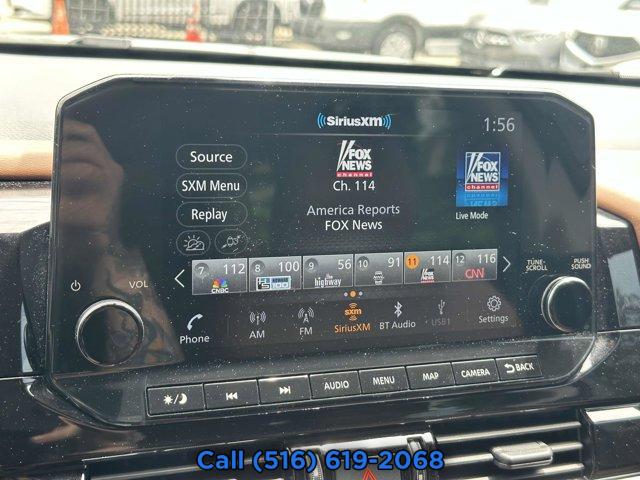 ((SiriusXM))
1:56
Source
SXM Menu
Replay
FOX
NEWS
channel
Ch. 114
America Reports
FOX News
FOX
NEWS
channel
Live Mode
7 112 8 100 9 56 10 91 11 114 12 116
CNBC
the highway
FOX NEWS
CNN
TUNE-
SCROLL
PUSH
SOUND
VOL
Phone
AM
FM
sxm
SiriusXM
BT Audio
USB1
Settings
AUDIO
MENU
MAP
CAMERA
BACK
Call (516) 619-2068